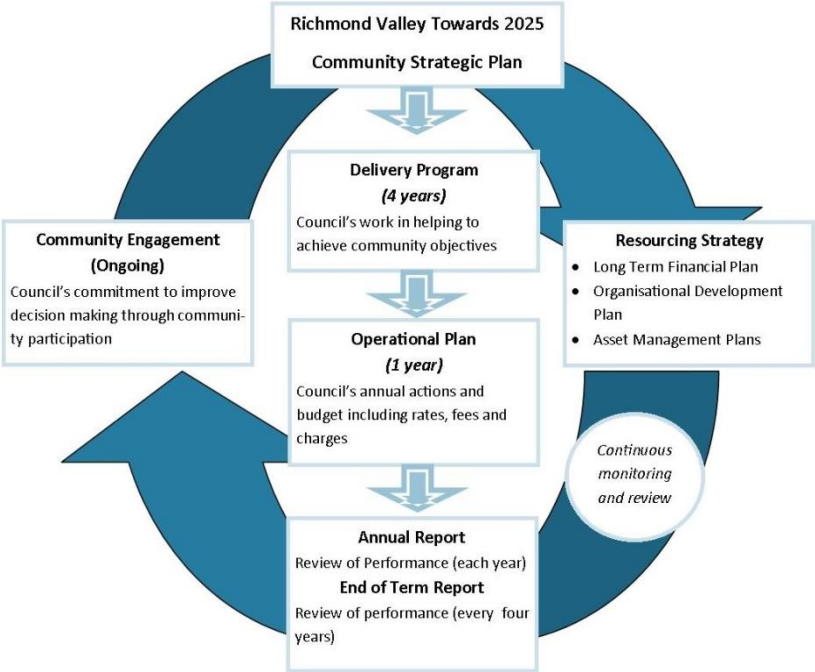 Richmond Valley Towards 2025
Community Strategic Plan
Delivery Program
(4 years)
Council's work in helping to
achieve community objectives
Community Engagement
(Ongoing)
Council's commitment to improve
decision making through communi-
ty participation
Resourcing Strategy
• Long Term Financial Plan
• Organisational Development
Plan
• Asset Management Plans
Operational Plan
(1 year)
Council's annual actions and
budget including rates, fees and
charges
Continuous
monitoring
and review
Annual Report
Review of Performance (each year)
End of Term Report
Review of performance (every four
years)